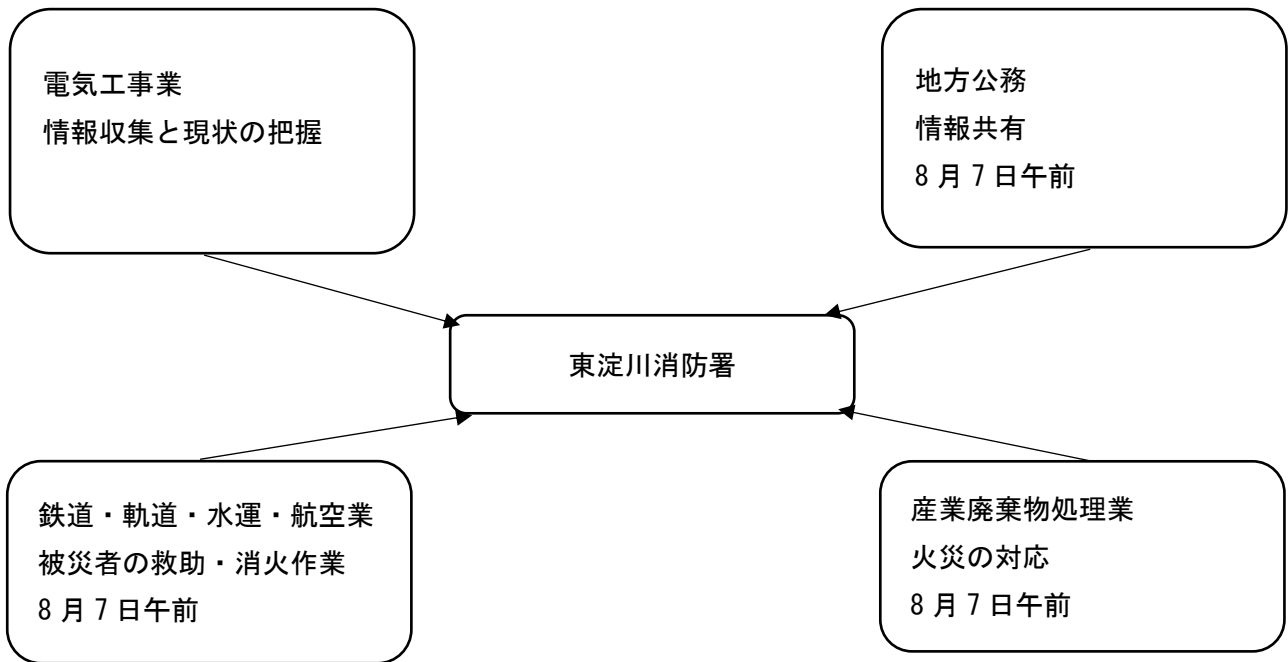 電気工事業
情報収集と現状の把握
地方公務
情報共有
8月7日午前
東淀川消防署
鉄道・軌道・水運・航空業
被災者の救助・消火作業
8月7日午前
産業廃棄物処理業
火災の対応
8月7日午前